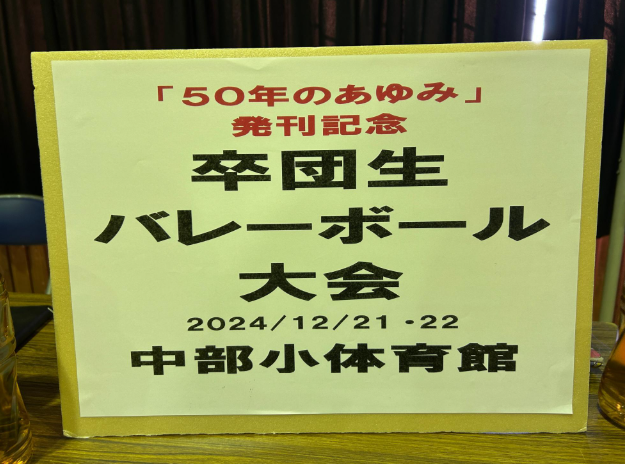 「50年のあゆみ」
発刊記念
卒団生
バレーボール
大会
2024/12/21・22
中部小体育館